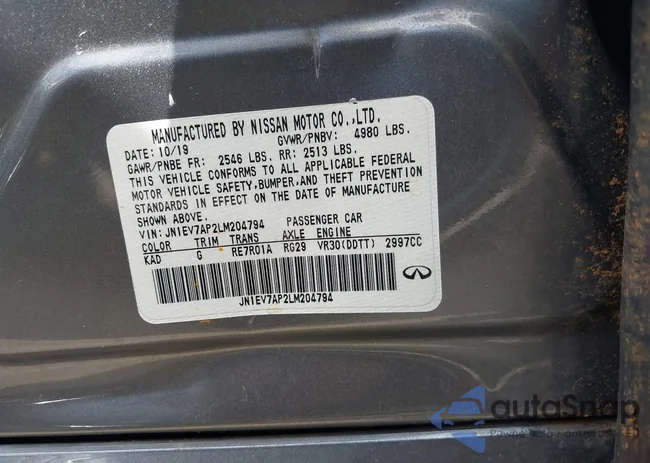 MANUFACTURED BY NISSAN MOTOR CO.,LTD.
DATE: 10/19 GVWR/PNBV: 4980 LBS.
GAWR/PNBE FR: 2546 LBS. RR: 2513 LBS.
THIS VEHICLE CONFORMS TO ALL APPLICABLE FEDERAL
MOTOR VEHICLE SAFETY,BUMPER,AND THEFT PREVENTION
STANDARDS IN EFFECT ON THE DATE OF MANUFACTURE
SHOWN ABOVE.
VIN: JN1EV7AP2LM204794 PASSENGER CAR
COLOR TRIM TRANS AXLE ENGINE
KAD G RE7R01A RG29 VR30(DDTT) 2997CC
JN1EV7AP2LM204794
autoSnap